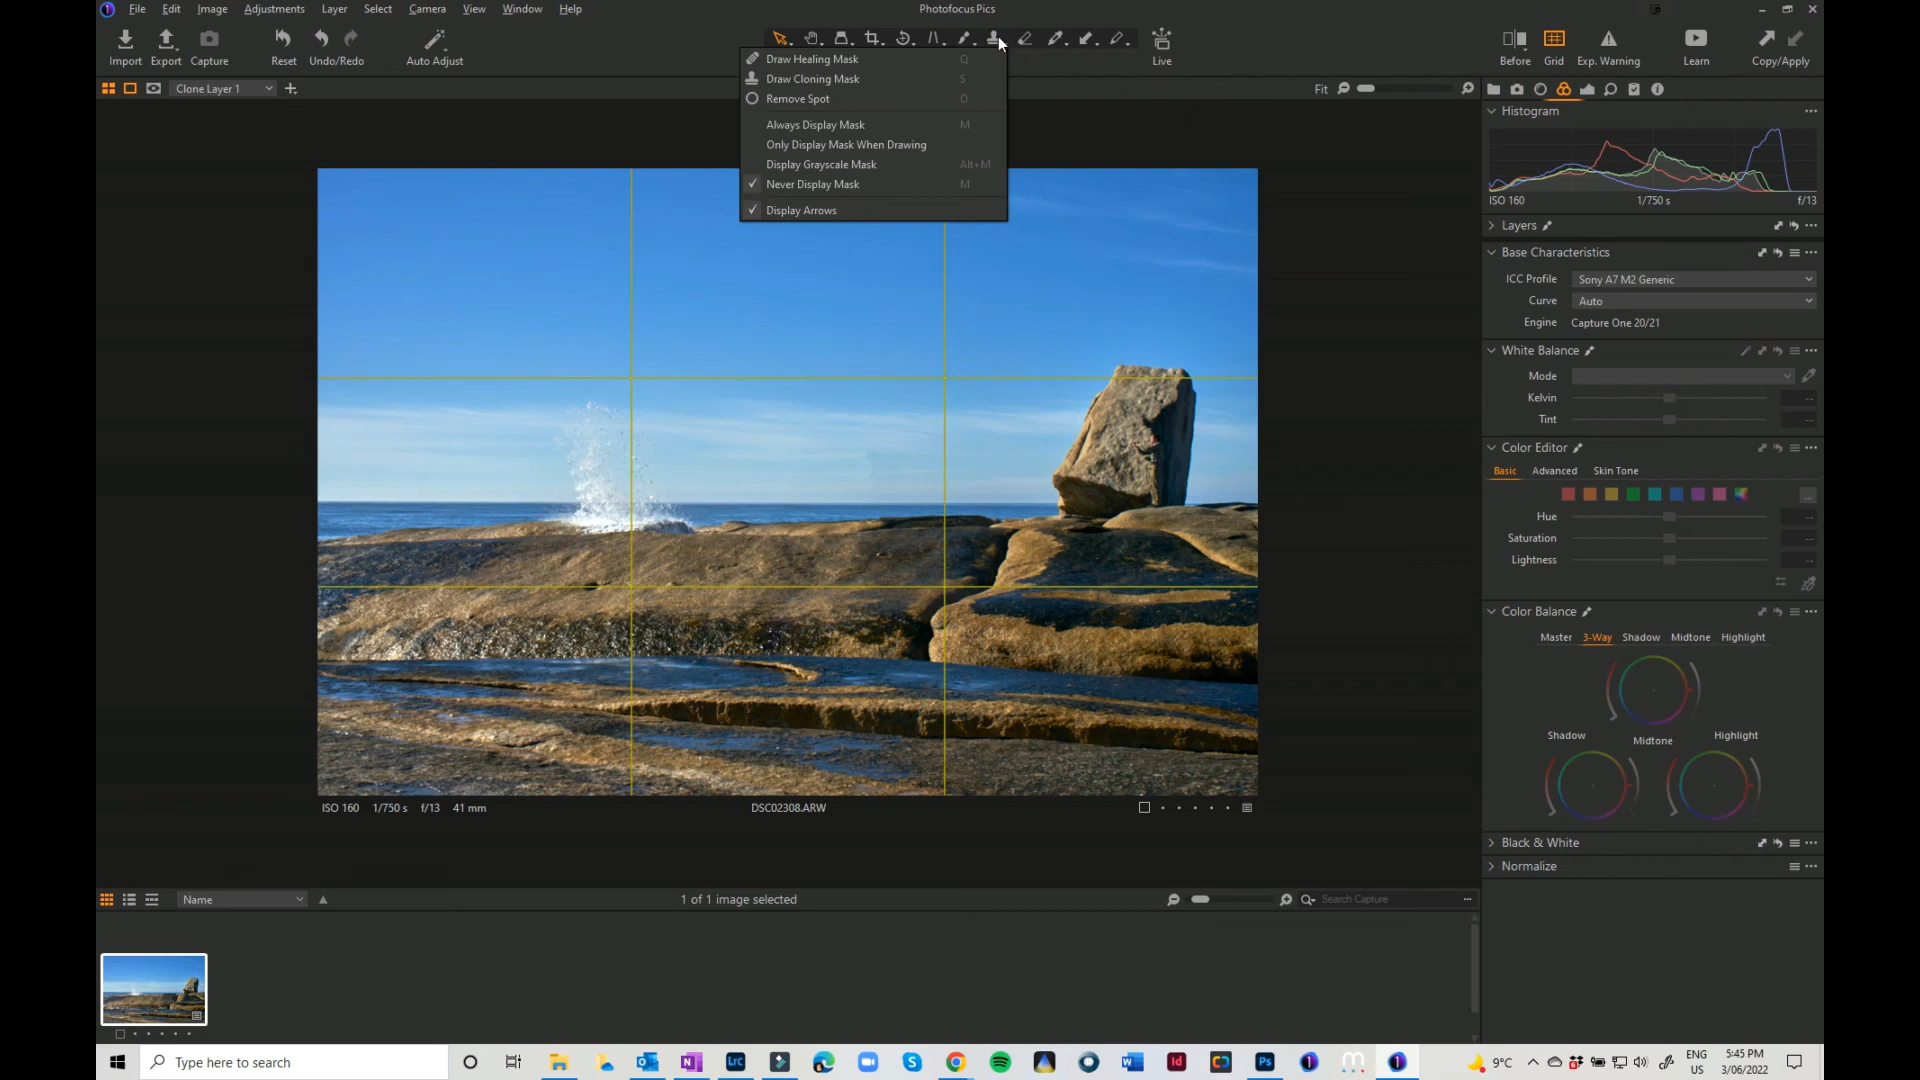 File Edit Image Adjustments Layer Select Camera View Window Help Photofocus Pics
Import Export Capture Reset Undo/Redo Auto Adjust Live Before Grid Exp. Warning Learn Copy/Apply
Clone Layer 1 Fit
Draw Healing Mask Q
Draw Cloning Mask S
Remove Spot O
Always Display Mask M
Only Display Mask When Drawing
Display Grayscale Mask Alt+M
Never Display Mask M
Display Arrows
Histogram
ISO 160 1/750 s f/13
Layers
Base Characteristics
ICC Profile Sony A7 M2 Generic
Curve Auto
Engine Capture One 20/21
White Balance
Mode
Kelvin --
Tint --
Color Editor
Basic Advanced Skin Tone
...
Hue --
Saturation --
Lightness --
Color Balance
Master 3-Way Shadow Midtone Highlight
Shadow Midtone Highlight
Black & White
Normalize
ISO 160 1/750 s f/13 41 mm DSC02308.ARW
Name 1 of 1 image selected Search Capture
Type here to search
LrC Ps Id
9°C ENG US 5:45 PM 3/06/2022